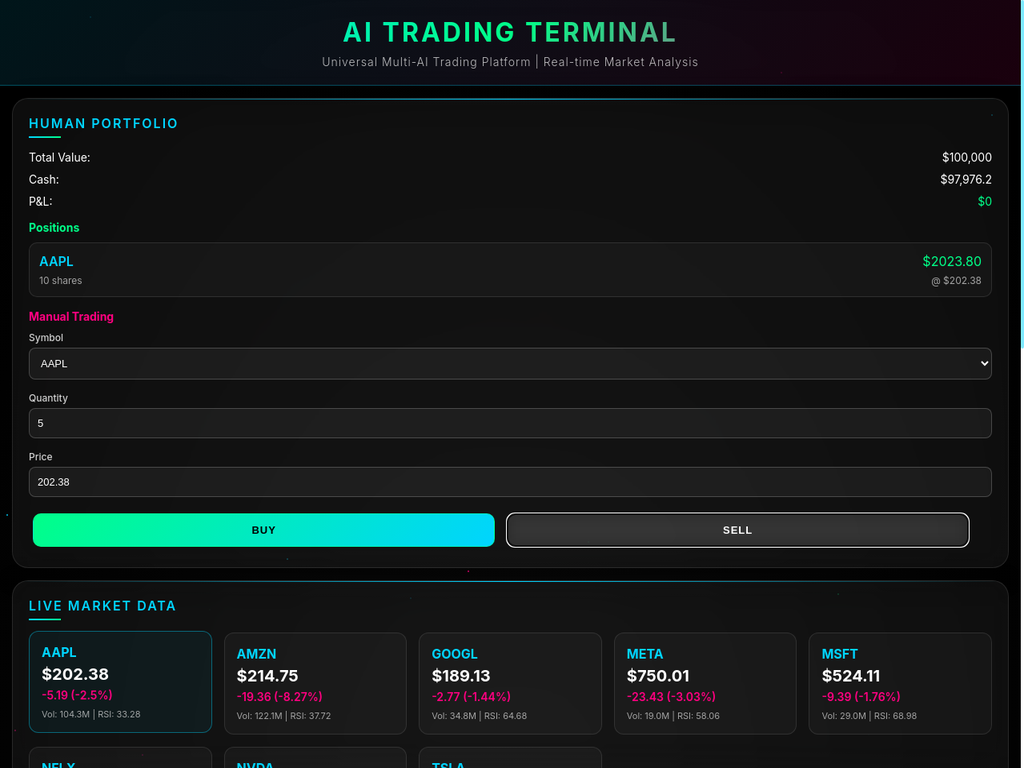 AI TRADING TERMINAL
Universal Multi-AI Trading Platform | Real-time Market Analysis
HUMAN PORTFOLIO
Total Value: $100,000
Cash: $97,976.2
P&L: $0
Positions
AAPL $2023.80
10 shares @ $202.38
Manual Trading
Symbol
AAPL
Quantity
5
Price
202.38
BUY SELL
LIVE MARKET DATA
AAPL AMZN GOOGL META MSFT
$202.38 $214.75 $189.13 $750.01 $524.11
-5.19 (-2.5%) -19.36 (-8.27%) -2.77 (-1.44%) -23.43 (-3.03%) -9.39 (-1.76%)
Vol: 104.3M | RSI: 33.28 Vol: 122.1M | RSI: 37.72 Vol: 34.8M | RSI: 64.68 Vol: 19.0M | RSI: 58.06 Vol: 29.0M | RSI: 68.98
NFLX NVDA TSLA